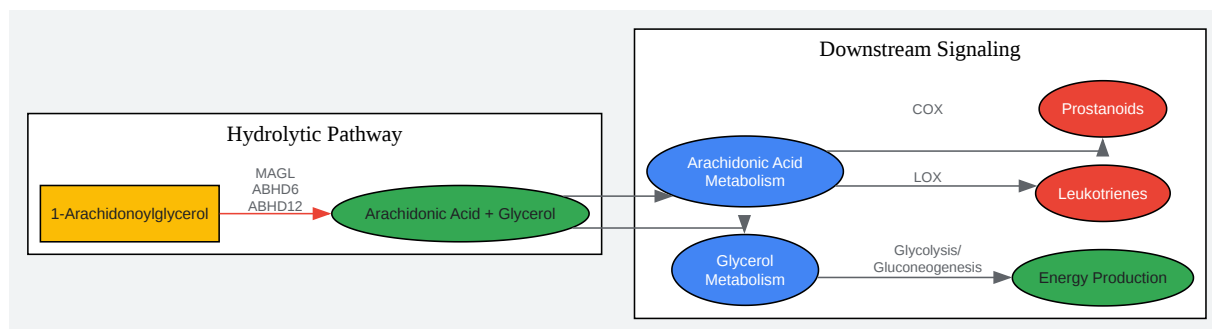 Hydrolytic Pathway
1-Arachidonoylglycerol
MAGL
ABHD6
ABHD12
Arachidonic Acid + Glycerol
Downstream Signaling
Arachidonic Acid
Metabolism
COX
Prostanoids
LOX
Leukotrienes
Glycerol
Metabolism
Glycolysis/
Gluconeogenesis
Energy Production